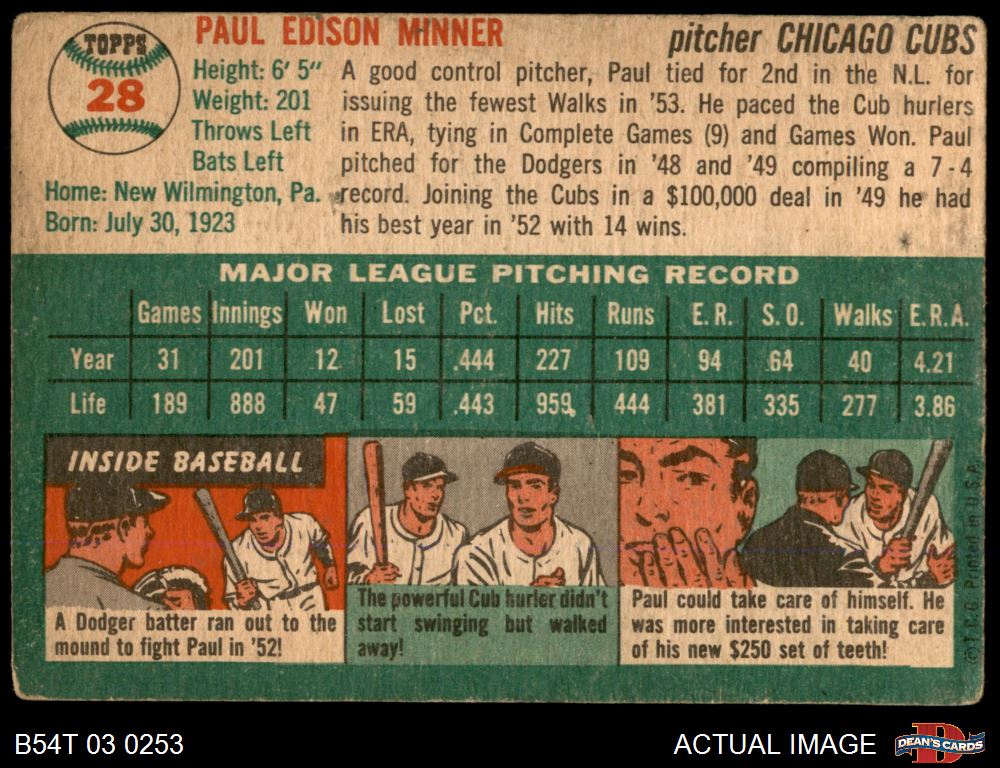 TOPPS
28
PAUL EDISON MINNER
pitcher CHICAGO CUBS
Height: 6' 5"
Weight: 201
Throws Left
Bats Left
Home: New Wilmington, Pa.
Born: July 30, 1923
A good control pitcher, Paul tied for 2nd in the N.L. for
issuing the fewest Walks in '53. He paced the Cub hurlers
in ERA, tying in Complete Games (9) and Games Won. Paul
pitched for the Dodgers in '48 and '49 compiling a 7-4
record. Joining the Cubs in a $100,000 deal in '49 he had
his best year in '52 with 14 wins.
MAJOR LEAGUE PITCHING RECORD
Games Innings Won Lost Pct. Hits Runs E. R. S. O. Walks E.R.A.
Year 31 201 12 15 .444 227 109 94 64 40 4.21
Life 189 888 47 59 .443 959 444 381 335 277 3.86
INSIDE BASEBALL
A Dodger batter ran out to the
mound to fight Paul in '52!
The powerful Cub hurler didn't
start swinging but walked
away!
Paul could take care of himself. He
was more interested in taking care
of his new $250 set of teeth!
© T. C. G. Printed in U.S.A.
B54T 03 0253
ACTUAL IMAGE
D
DEAN'S CARDS